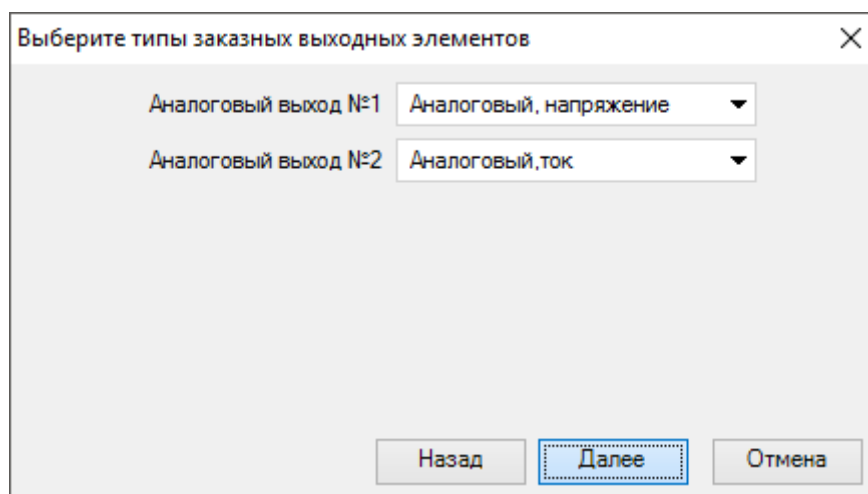 Выберите типы заказных выходных элементов
Аналоговый выход №1 Аналоговый, напряжение
Аналоговый выход №2 Аналоговый,ток
Назад Далее Отмена